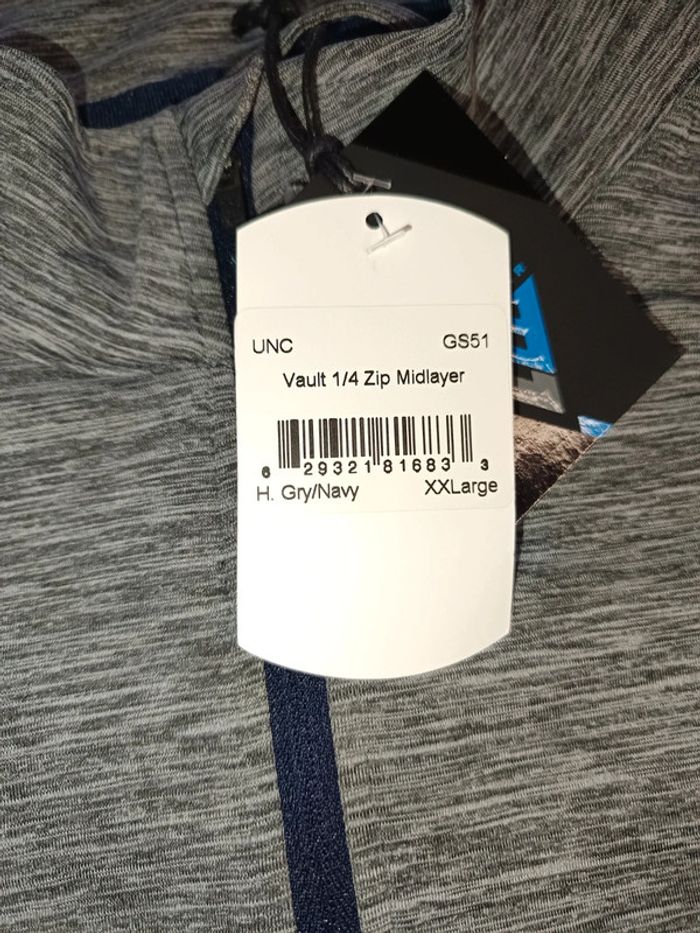 UNC GS51
Vault 1/4 Zip Midlayer
6 29321 81683 3
H. Gry/Navy XXLarge